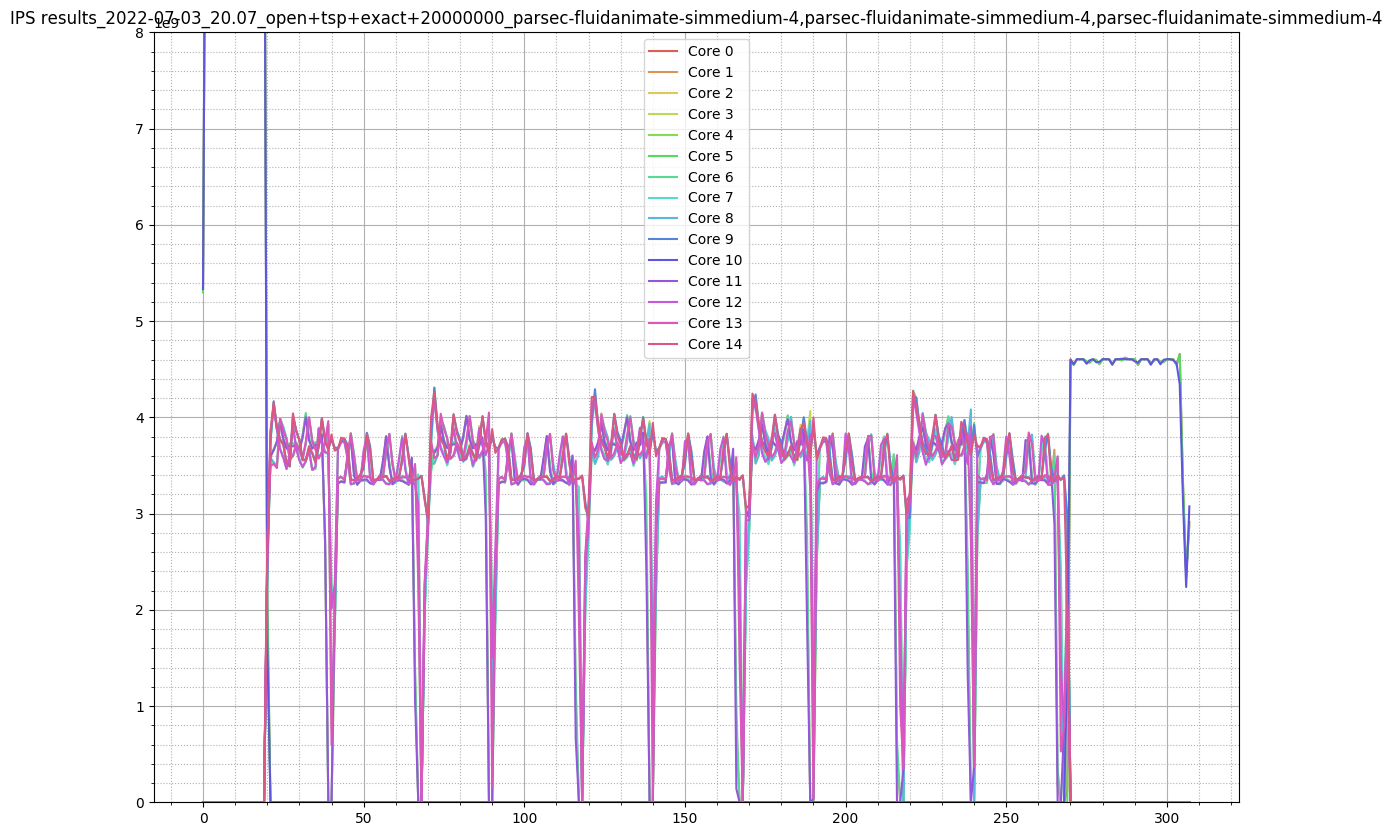 IPS results_2022-07-03_20.07_open+tsp+exact+20000000_parsec-fluidanimate-simmedium-4,parsec-fluidanimate-simmedium-4,parsec-fluidanimate-simmedium-4
1e9
8
7
6
5
4
3
2
1
0
Core 0
Core 1
Core 2
Core 3
Core 4
Core 5
Core 6
Core 7
Core 8
Core 9
Core 10
Core 11
Core 12
Core 13
Core 14
0 50 100 150 200 250 300